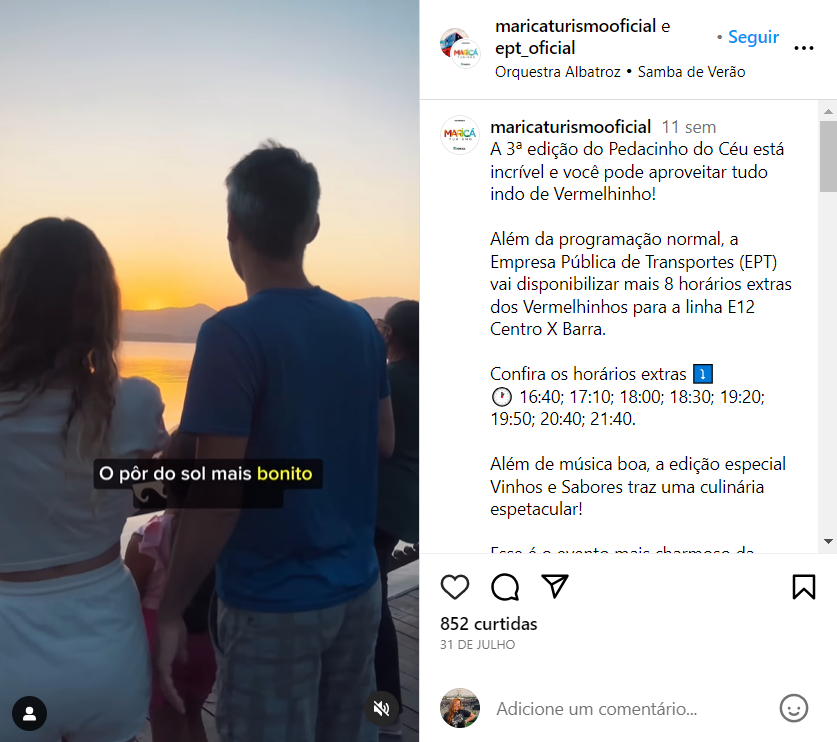 maricaturismooficial e
ept_oficial
• Seguir
Orquestra Albatroz • Samba de Verão
MARICÁ
maricaturismooficial 11 sem
A 3ª edição do Pedacinho do Céu está
incrível e você pode aproveitar tudo
indo de Vermelhinho!
Além da programação normal, a
Empresa Pública de Transportes (EPT)
vai disponibilizar mais 8 horários extras
dos Vermelhinhos para a linha E12
Centro X Barra.
Confira os horários extras ⤵️
🕐 16:40; 17:10; 18:00; 18:30; 19:20;
19:50; 20:40; 21:40.
Além de música boa, a edição especial
Vinhos e Sabores traz uma culinária
espetacular!
Esse é o evento mais charmoso da
O pôr do sol mais bonito
852 curtidas
31 DE JULHO
Adicione um comentário...